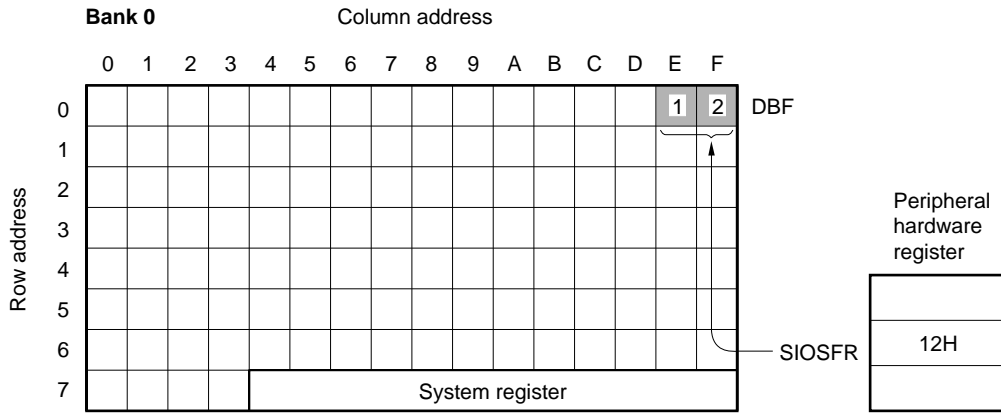 Bank 0
Column address
0 1 2 3 4 5 6 7 8 9 A B C D E F
Row address
0 1 2 DBF
1
2
3
4
5
6
7 System register
SIOSFR
Peripheral
hardware
register
12H